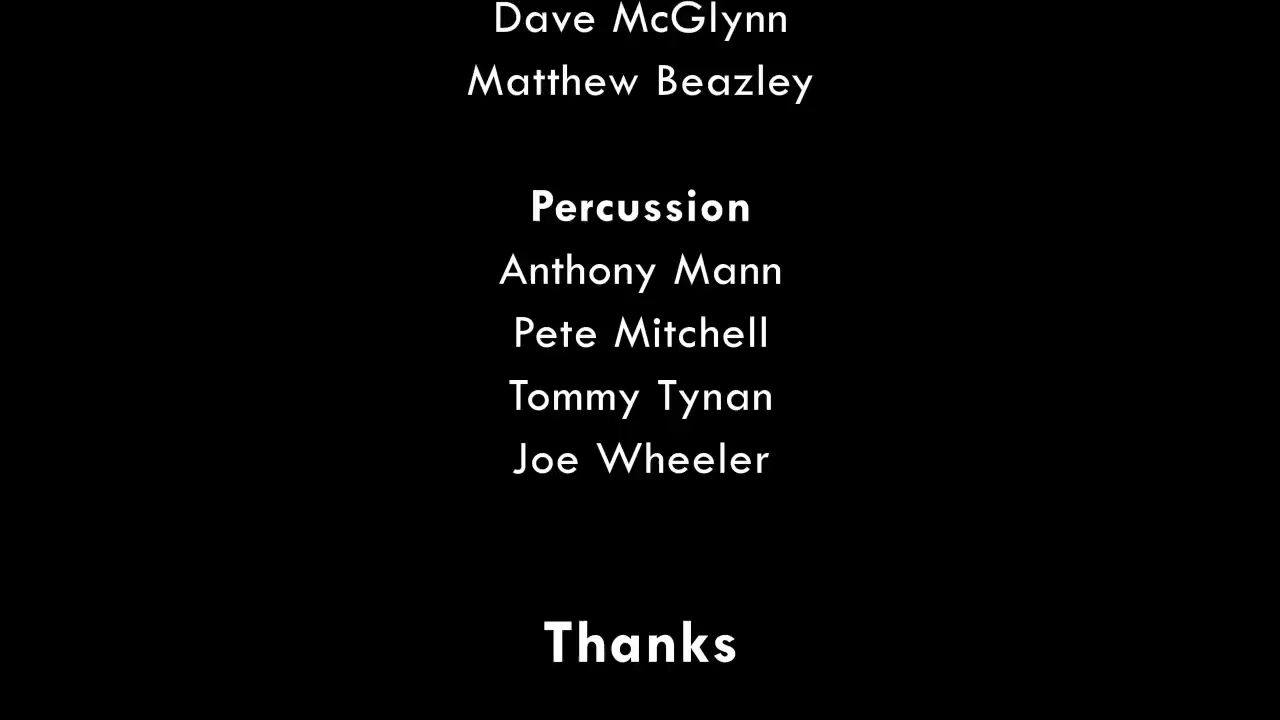 Dave McGlynn
Matthew Beazley
Percussion
Anthony Mann
Pete Mitchell
Tommy Tynan
Joe Wheeler
Thanks